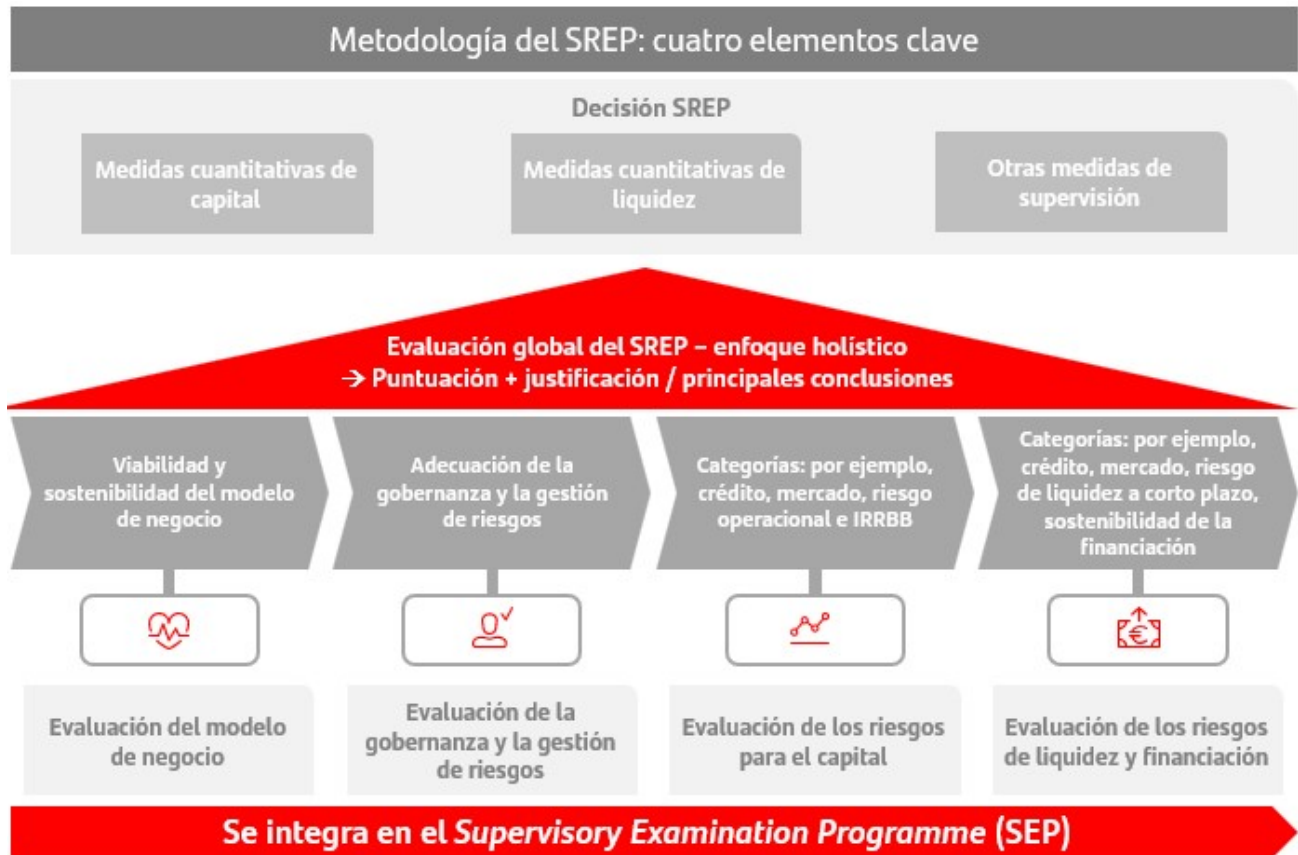 Metodología del SREP: cuatro elementos clave
Decisión SREP
Medidas cuantitativas de
capital
Medidas cuantitativas de
liquidez
Otras medidas de
supervisión
Evaluación global del SREP – enfoque holístico
→ Puntuación + justificación / principales conclusiones
Viabilidad y
sostenibilidad del modelo
de negocio
Adecuación de la
gobernanza y la gestión
de riesgos
Categorías: por ejemplo,
crédito, mercado, riesgo
operacional e IRRBB
Categorías: por ejemplo,
crédito, mercado, riesgo
de liquidez a corto plazo,
sostenibilidad de la
financiación
€
Evaluación del modelo
de negocio
Evaluación de la
gobernanza y la gestión
de riesgos
Evaluación de los riesgos
para el capital
Evaluación de los riesgos
de liquidez y financiación
Se integra en el Supervisory Examination Programme (SEP)